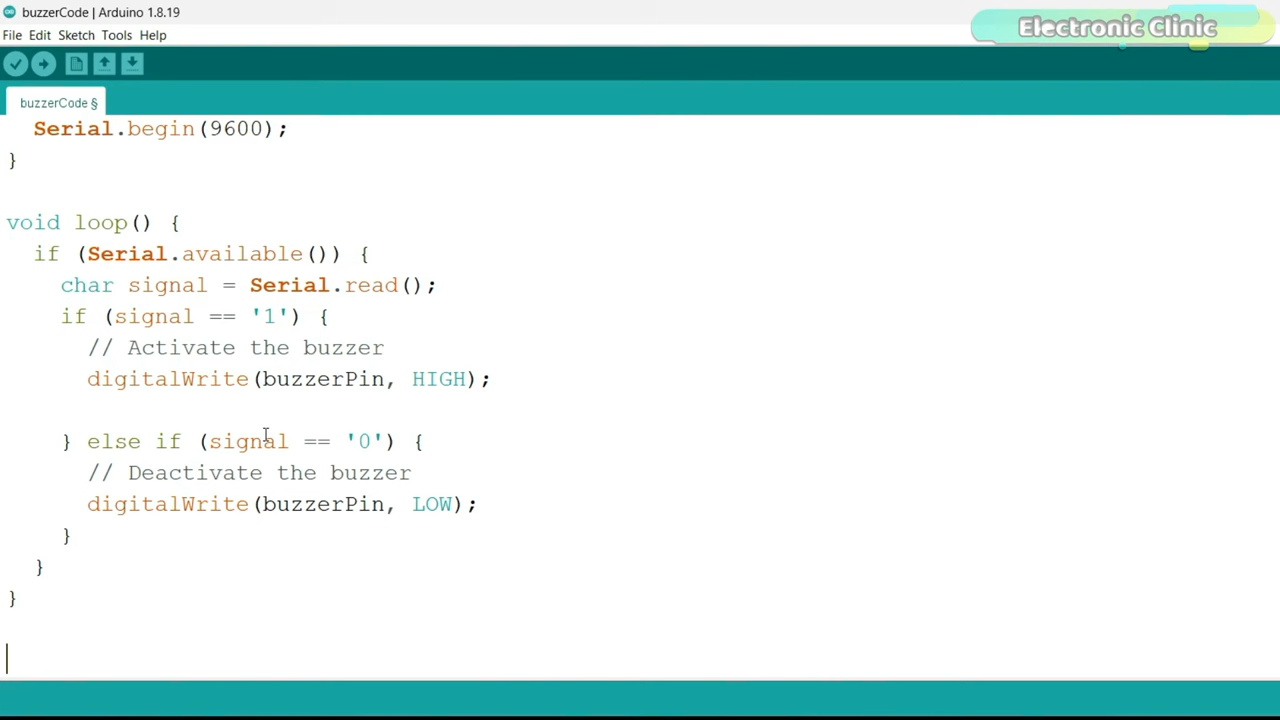 buzzerCode | Arduino 1.8.19
Electronic Clinic
File Edit Sketch Tools Help
buzzerCode §
Serial.begin(9600);
}
void loop() {
if (Serial.available()) {
char signal = Serial.read();
if (signal == '1') {
// Activate the buzzer
digitalWrite(buzzerPin, HIGH);
} else if (signal == '0') {
// Deactivate the buzzer
digitalWrite(buzzerPin, LOW);
}
}
}